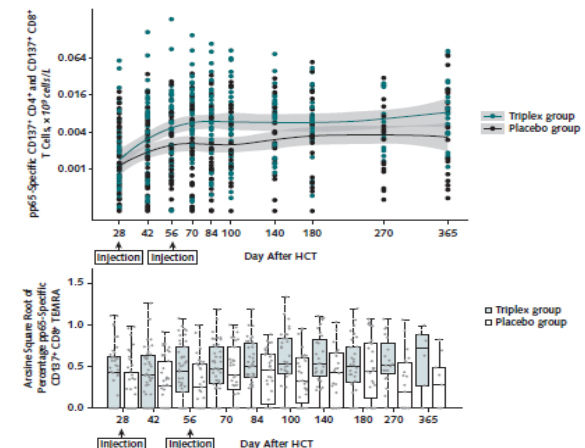 pp65-Specific CD137⁺ CD4⁺ and CD137⁺ CD8⁺
T Cells, × 10⁹ cells/L
0.064
0.016
0.004
0.001
Triplex group
Placebo group
28 42 56 70 84 100 140 180 270 365
Injection Injection Day After HCT
Arcsine Square Root of
Percentage pp65-Specific
CD137⁺ CD8⁺ TEMRA
1.5
1.0
0.5
0.0
Triplex group
Placebo group
28 42 56 70 84 100 140 180 270 365
Injection Injection Day After HCT